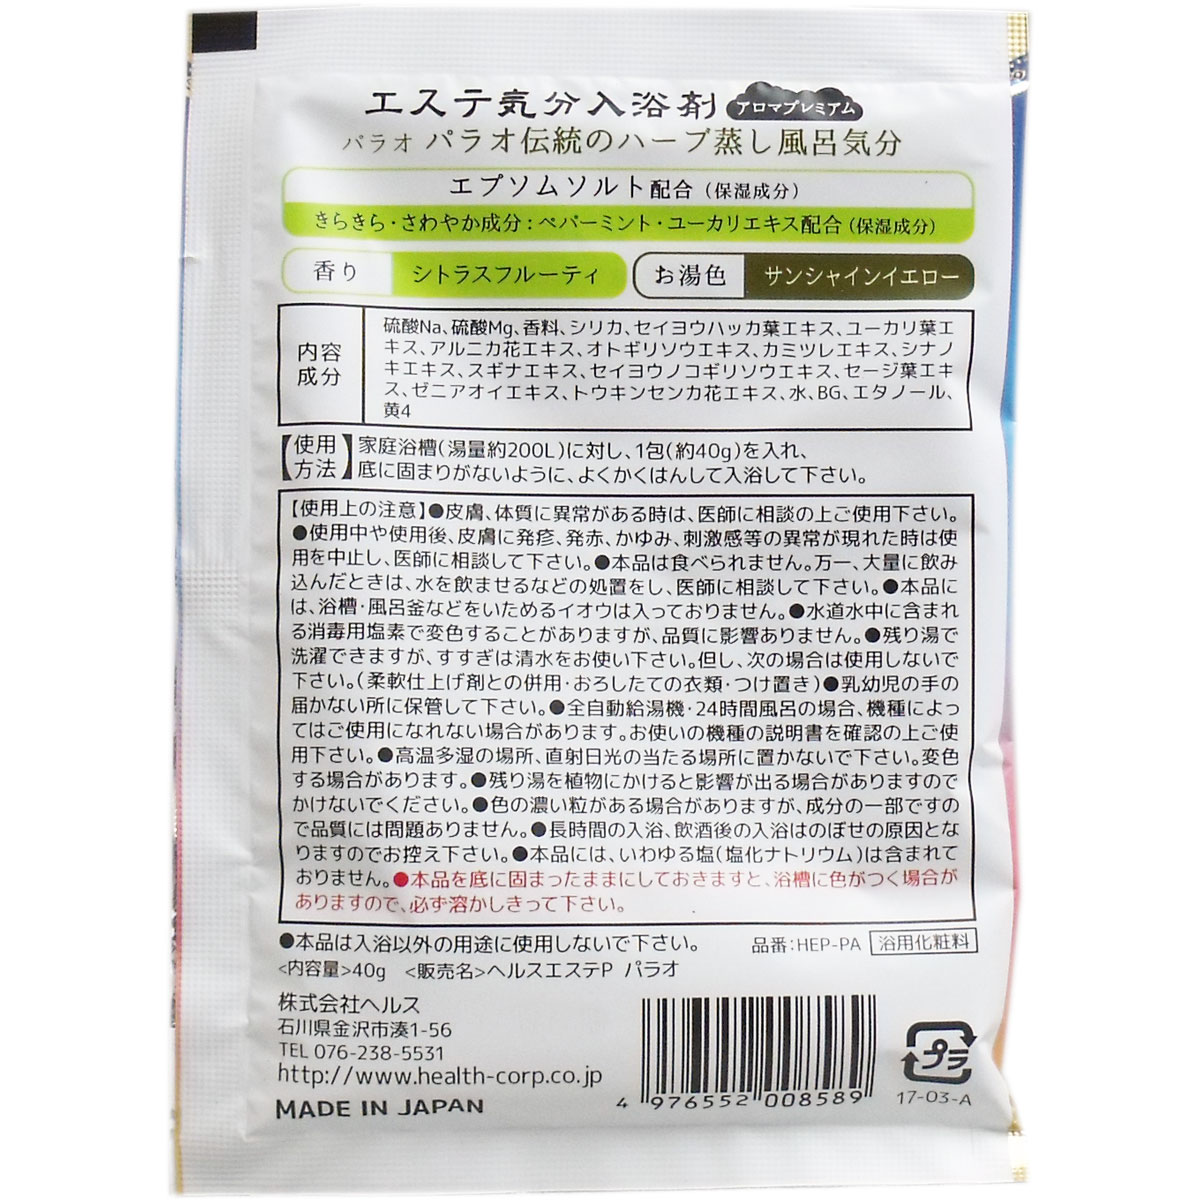 エステ気分入浴剤 アロマプレミアム
パラオ パラオ伝統のハーブ蒸し風呂気分
エプソムソルト配合(保湿成分)
きらきら・さわやか成分:ペパーミント・ユーカリエキス配合(保湿成分)
香り シトラスフルーティ お湯色 サンシャインイエロー
内容成分
硫酸Na、硫酸Mg、香料、シリカ、セイヨウハッカ葉エキス、ユーカリ葉エ
キス、アルニカ花エキス、オトギリソウエキス、カミツレエキス、シナノ
キエキス、スギナエキス、セイヨウノコギリソウエキス、セージ葉エキ
ス、ゼニアオイエキス、トウキンセンカ花エキス、水、BG、エタノール、
黄4
【使用方法】
家庭浴槽(湯量約200L)に対し、1包(約40g)を入れ、
底に固まりがないように、よくかくはんして入浴して下さい。
【使用上の注意】●皮膚、体質に異常がある時は、医師に相談の上ご使用下さい。
●使用中や使用後、皮膚に発疹、発赤、かゆみ、刺激感等の異常が現れた時は使
用を中止し、医師に相談して下さい。●本品は食べられません。万一、大量に飲み
込んだときは、水を飲ませるなどの処置をし、医師に相談して下さい。●本品に
は、浴槽・風呂釜などをいためるイオウは入っておりません。●水道水中に含まれ
る消毒用塩素で変色することがありますが、品質に影響ありません。●残り湯で
洗濯できますが、すすぎは清水をお使い下さい。但し、次の場合は使用しないで
下さい。(柔軟仕上げ剤との併用・おろしたての衣類・つけ置き)●乳幼児の手の
届かない所に保管して下さい。●全自動給湯機・24時間風呂の場合、機種によっ
てはご使用になれない場合があります。お使いの機種の説明書を確認の上ご使
用下さい。●高温多湿の場所、直射日光の当たる場所に置かないで下さい。変色
する場合があります。●残り湯を植物にかけると影響が出る場合がありますので
かけないでください。●色の濃い粒がある場合がありますが、成分の一部ですの
で品質には問題ありません。●長時間の入浴、飲酒後の入浴はのぼせの原因とな
りますのでお控え下さい。●本品には、いわゆる塩(塩化ナトリウム)は含まれて
おりません。●本品を底に固まったままにしておきますと、浴槽に色がつく場合が
ありますので、必ず溶かしきって下さい。
●本品は入浴以外の用途に使用しないで下さい。 品番:HEP-PA 浴用化粧料
<内容量>40g <販売名>ヘルスエステP パラオ
株式会社ヘルス
石川県金沢市湊1-56
TEL 076-238-5531
http://www.health-corp.co.jp
MADE IN JAPAN
4 976552 008589
プラ
17-03-A